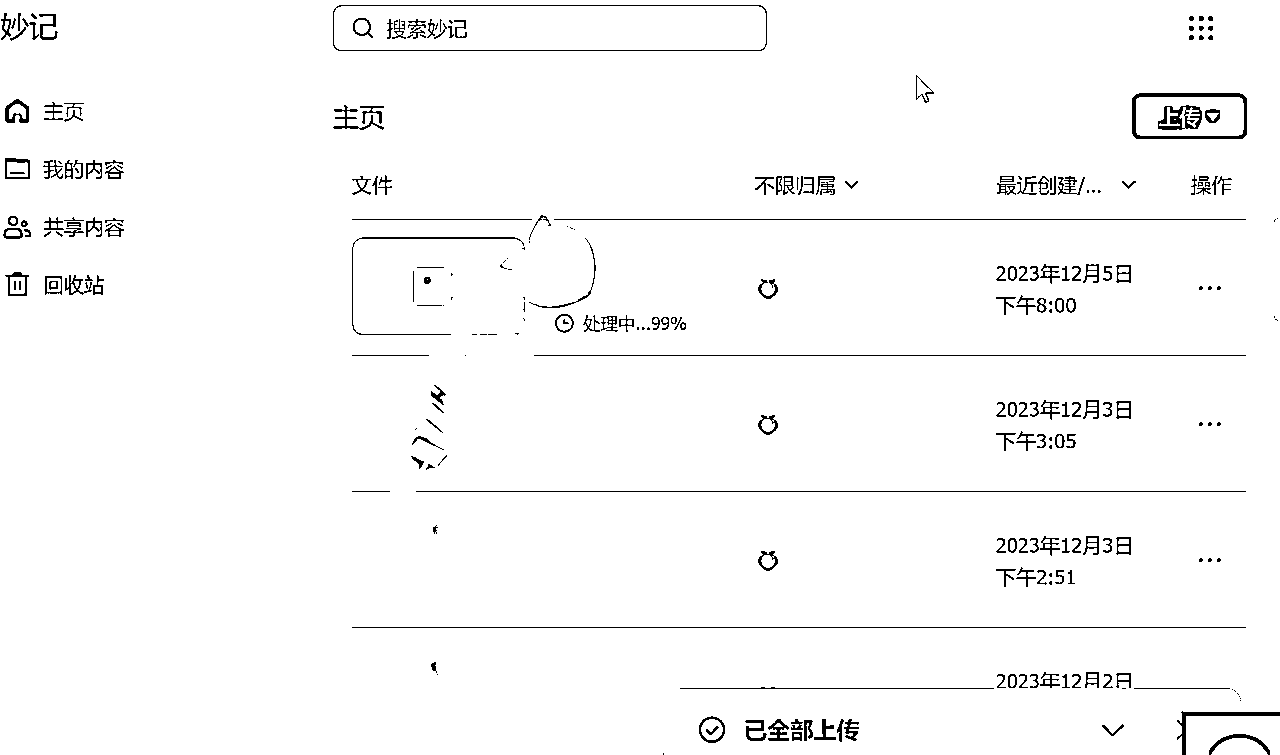 妙记
搜索妙记
主页
我的内容
共享内容
回收站
主页
上传
文件
不限归属
最近创建/...
操作
处理中...99%
2023年12月5日
下午8:00
2023年12月3日
下午3:05
2023年12月3日
下午2:51
2023年12月2日
已全部上传